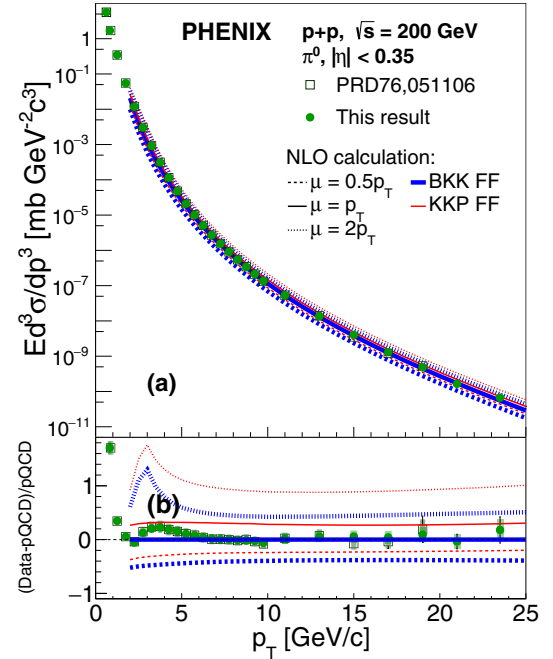 PHENIX
p+p, √s = 200 GeV
π⁰, |η| < 0.35
PRD76,051106
This result
NLO calculation:
μ = 0.5p_T
BKK FF
μ = p_T
KKP FF
μ = 2p_T
Ed³σ/dp³ [mb GeV⁻²c³]
10
10⁻¹
10⁻³
10⁻⁵
10⁻⁷
10⁻⁹
10⁻¹¹
(a)
(Data-pQCD)/pQCD
(b)
1
0
−1
0 5 10 15 20 25
p_T [GeV/c]